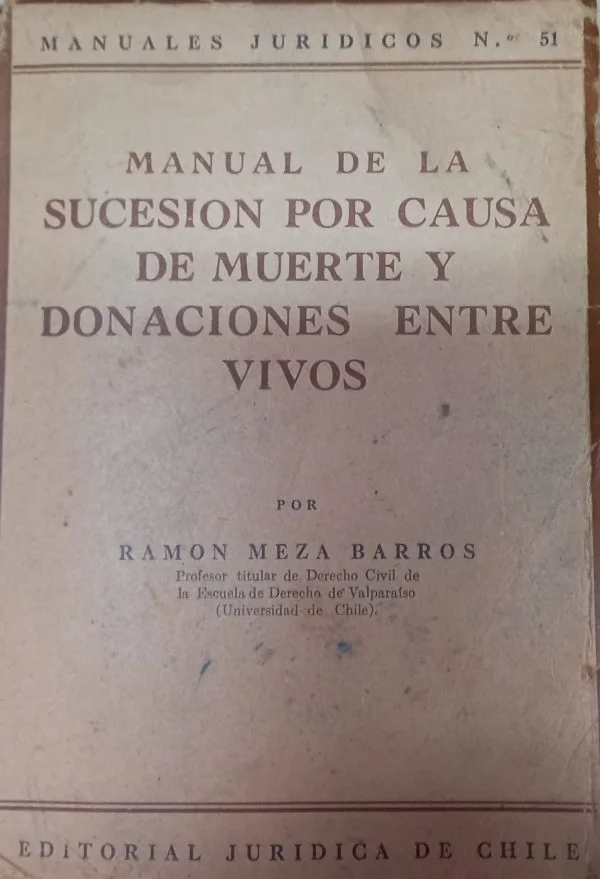 MANUALES JURIDICOS N.º 51
MANUAL DE LA
SUCESION POR CAUSA
DE MUERTE Y
DONACIONES ENTRE
VIVOS
POR
RAMON MEZA BARROS
Profesor titular de Derecho Civil de
la Escuela de Derecho de Valparaíso
(Universidad de Chile).
EDITORIAL JURIDICA DE CHILE